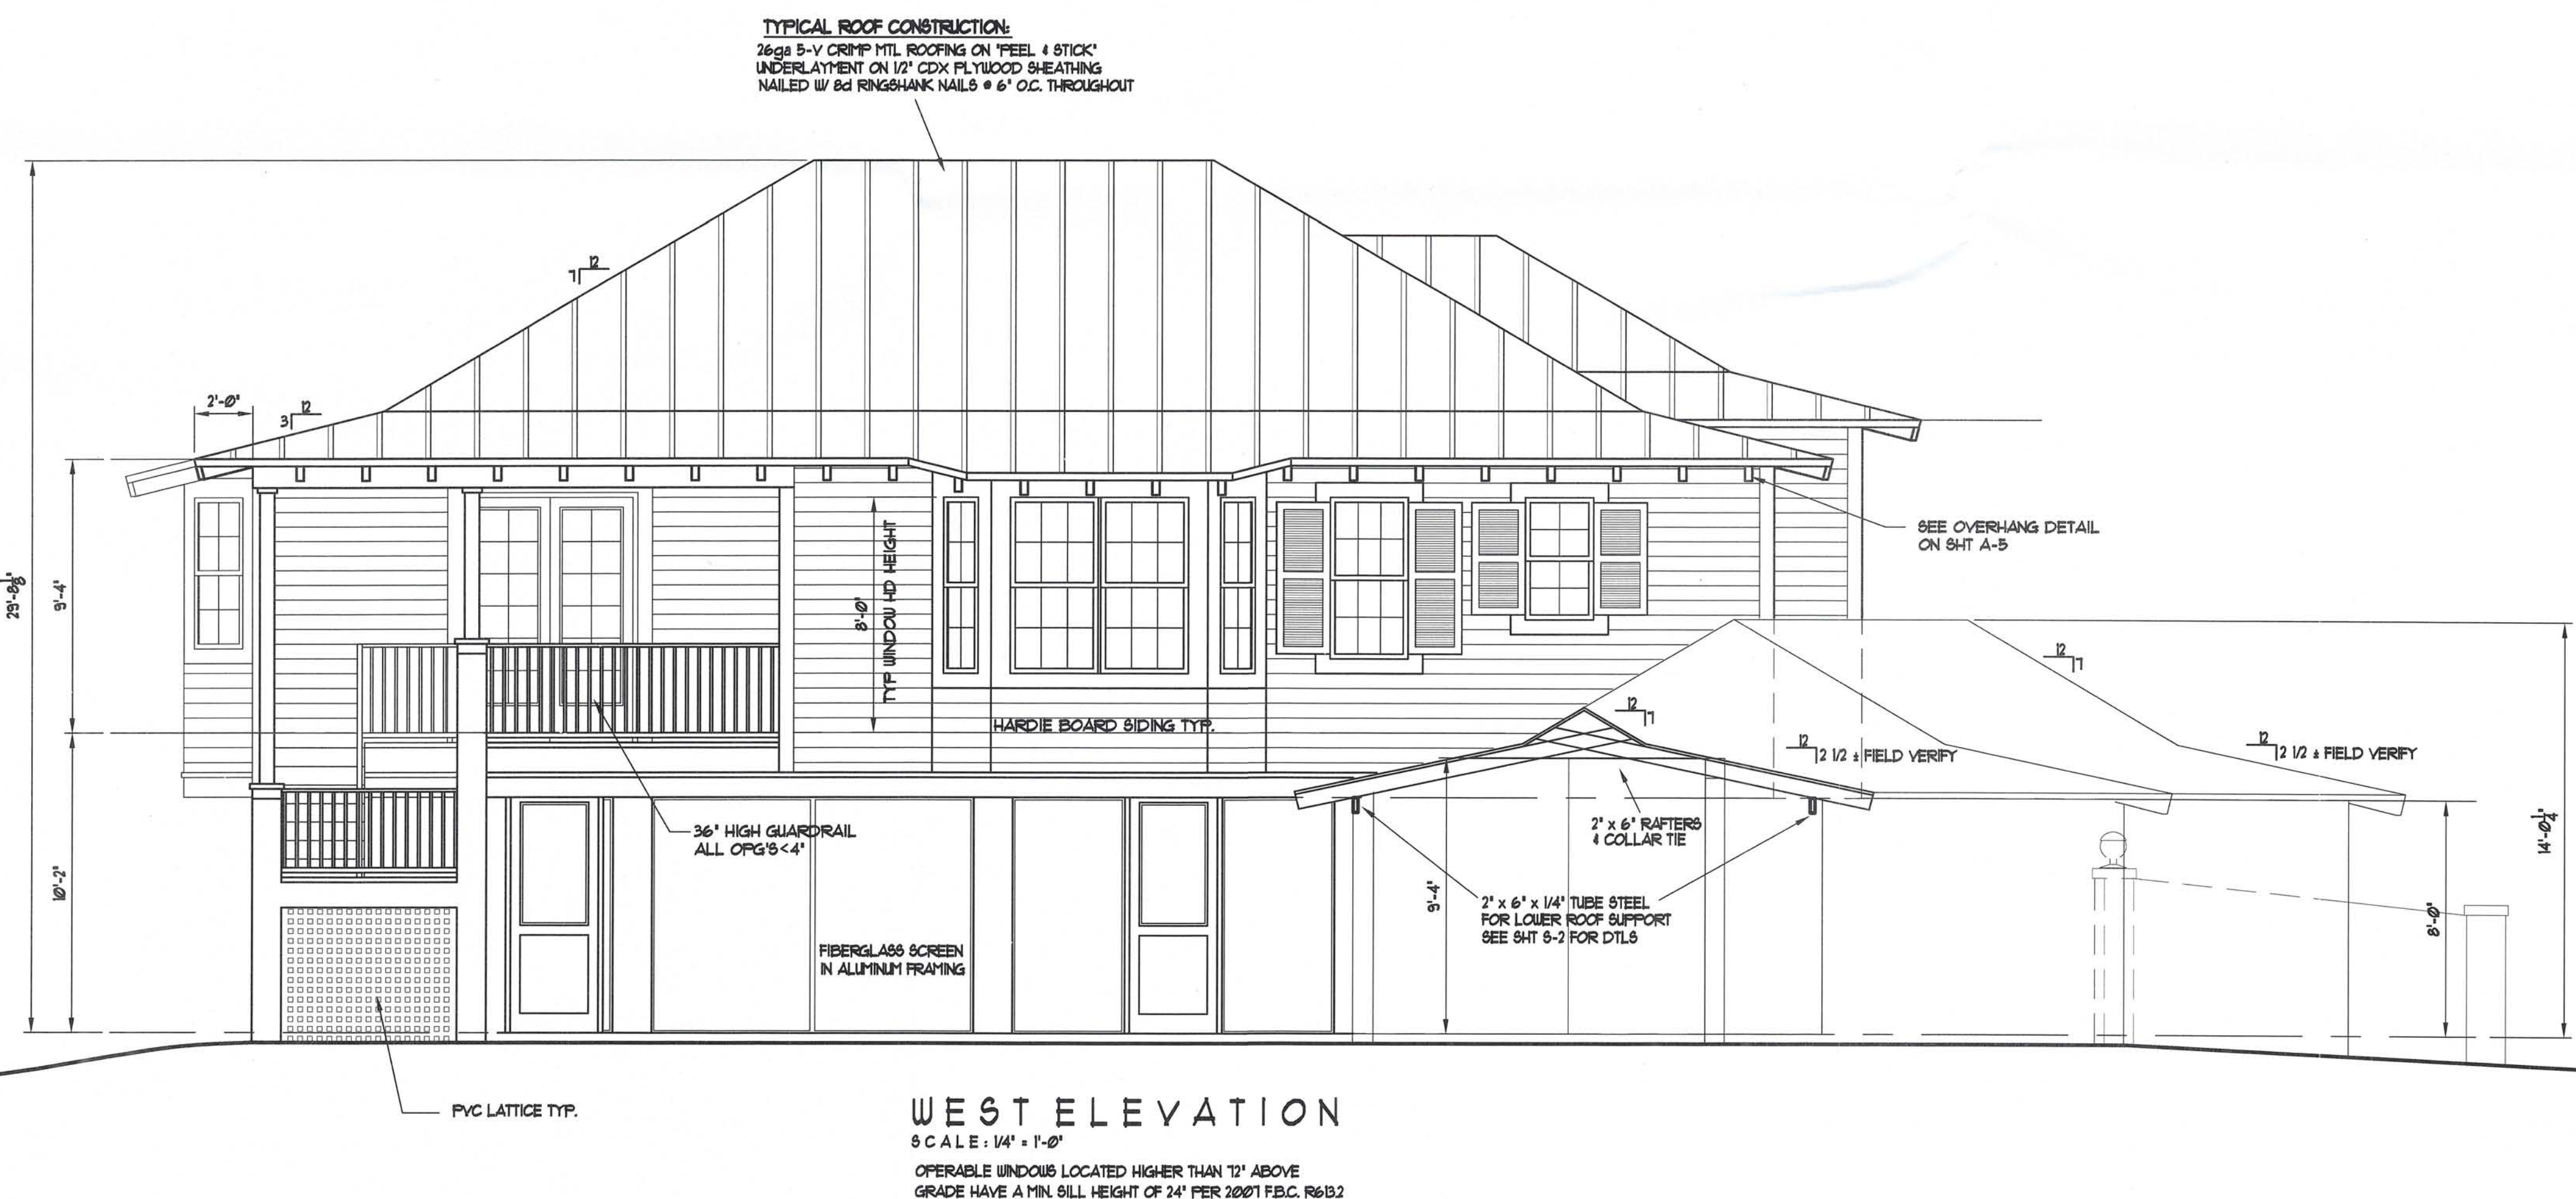 TYPICAL ROOF CONSTRUCTION:
26ga 5-V CRIMP MTL ROOFING ON "PEEL & STICK"
UNDERLAYMENT ON 1/2" CDX PLYWOOD SHEATHING
NAILED W/ 8d RINGSHANK NAILS @ 6" O.C. THROUGHOUT
12
7
2'-0"
12
3
29'-8 1/8"
9'-4"
10'-2"
8'-0"
TYP WINDOW HD HEIGHT
SEE OVERHANG DETAIL
ON SHT A-5
HARDIE BOARD SIDING TYP.
12
7
12
7
12
2 1/2 ± FIELD VERIFY
12
2 1/2 ± FIELD VERIFY
36" HIGH GUARDRAIL
ALL OPG'S<4"
2" x 6" RAFTERS
& COLLAR TIE
9'-4"
2" x 6" x 1/4" TUBE STEEL
FOR LOWER ROOF SUPPORT
SEE SHT S-2 FOR DTLS
8'-0"
14'-0 1/4"
FIBERGLASS SCREEN
IN ALUMINUM FRAMING
PVC LATTICE TYP.
WEST ELEVATION
SCALE: 1/4" = 1'-0"
OPERABLE WINDOWS LOCATED HIGHER THAN 72" ABOVE
GRADE HAVE A MIN. SILL HEIGHT OF 24" PER 2007 F.B.C. R613.2